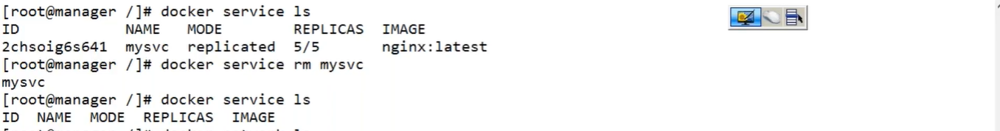 [root@manager /]# docker service ls
ID            NAME   MODE        REPLICAS  IMAGE
2chsoig6s641  mysvc  replicated  5/5       nginx:latest
[root@manager /]# docker service rm mysvc
mysvc
[root@manager /]# docker service ls
ID  NAME  MODE  REPLICAS  IMAGE